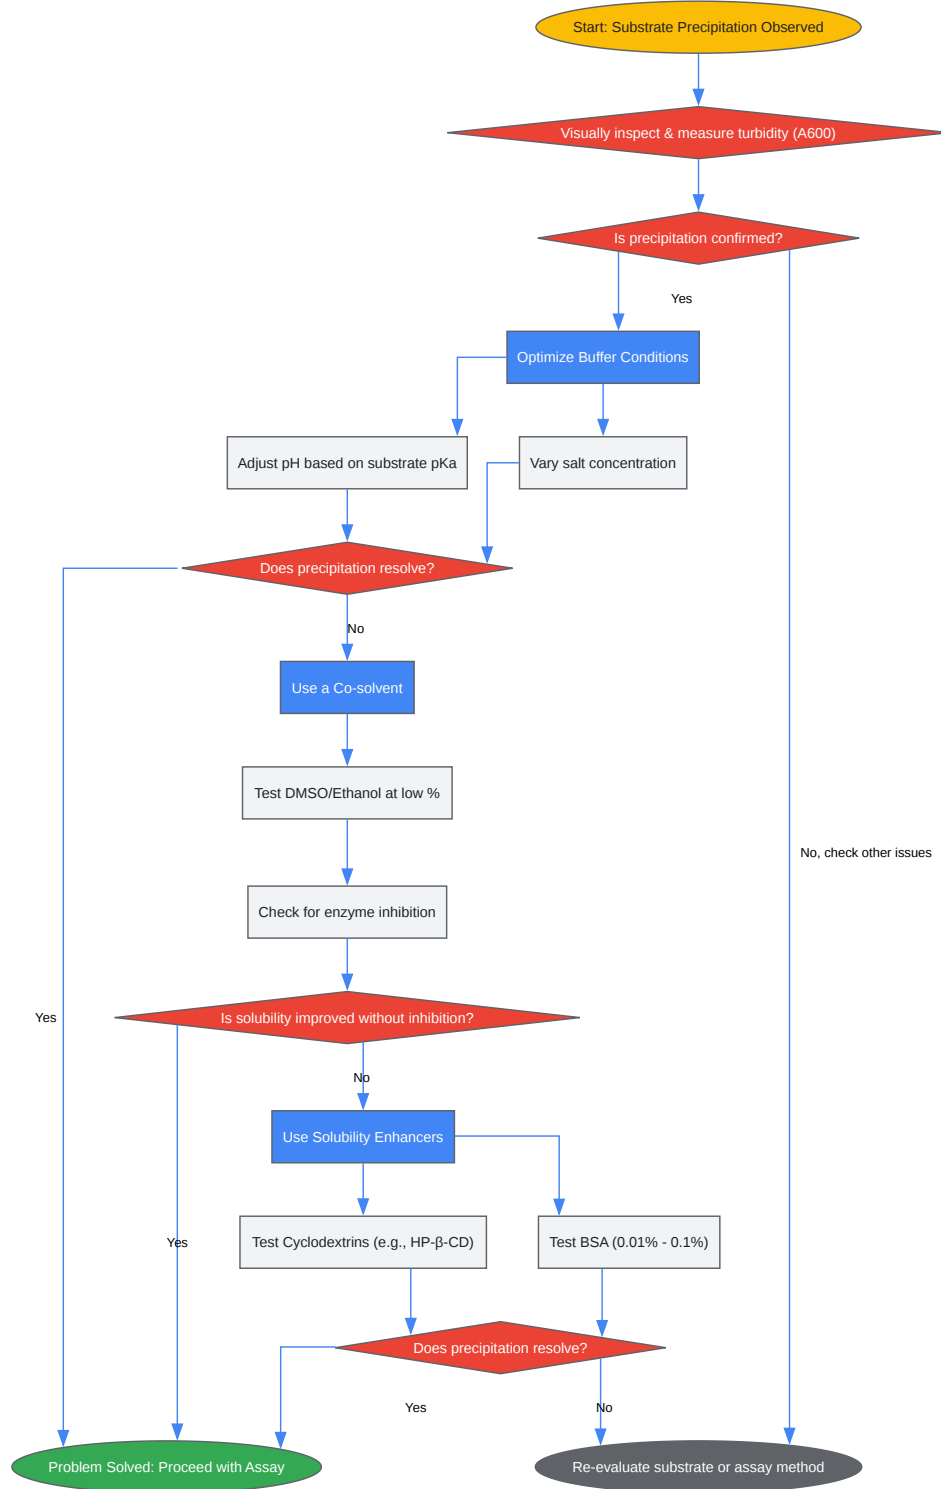 Start: Substrate Precipitation Observed
Visually inspect & measure turbidity (A600)
Is precipitation confirmed?
Yes
Optimize Buffer Conditions
Adjust pH based on substrate pKa
Vary salt concentration
Does precipitation resolve?
No
Use a Co-solvent
Test DMSO/Ethanol at low %
No, check other issues
Check for enzyme inhibition
Yes
Is solubility improved without inhibition?
No
Use Solubility Enhancers
Yes
Test Cyclodextrins (e.g., HP-β-CD)
Test BSA (0.01% - 0.1%)
Does precipitation resolve?
Yes
No
Problem Solved: Proceed with Assay
Re-evaluate substrate or assay method